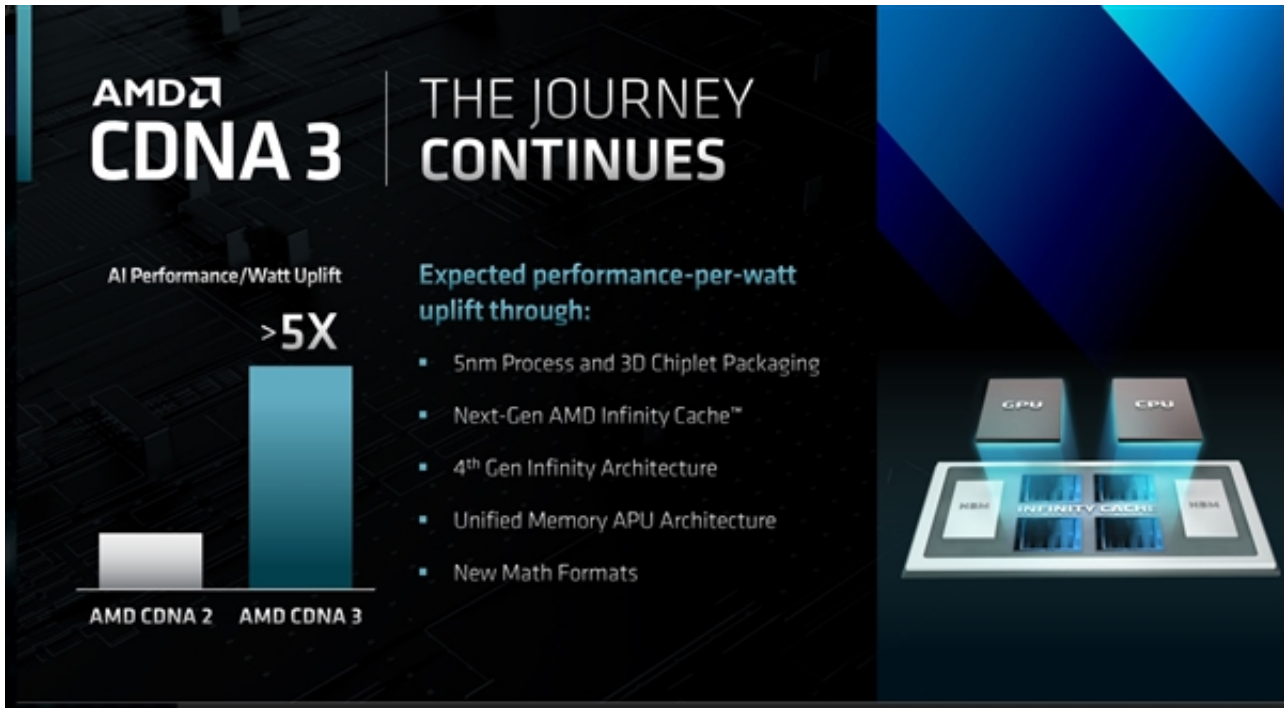 AMD
CDNA 3
THE JOURNEY
CONTINUES
AI Performance/Watt Uplift
>5X
AMD CDNA 2
AMD CDNA 3
Expected performance-per-watt
uplift through:
▪ 5nm Process and 3D Chiplet Packaging
▪ Next-Gen AMD Infinity Cache™
▪ 4th Gen Infinity Architecture
▪ Unified Memory APU Architecture
▪ New Math Formats
GPU
CPU
HBM
INFINITY CACHE
HBM